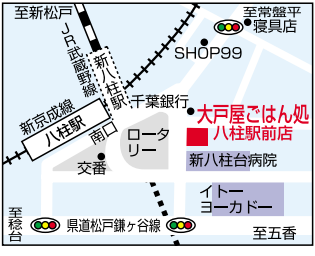 至新松戸
至常盤平
寝具店
SHOP99
JR武蔵野線
新八柱駅
千葉銀行
大戸屋ごはん処
八柱駅前店
新京成線
八柱駅
南口
ロータ
リー
新八柱台病院
交番
イトー
ヨーカドー
至稔台
県道松戸鎌ヶ谷線
至五香